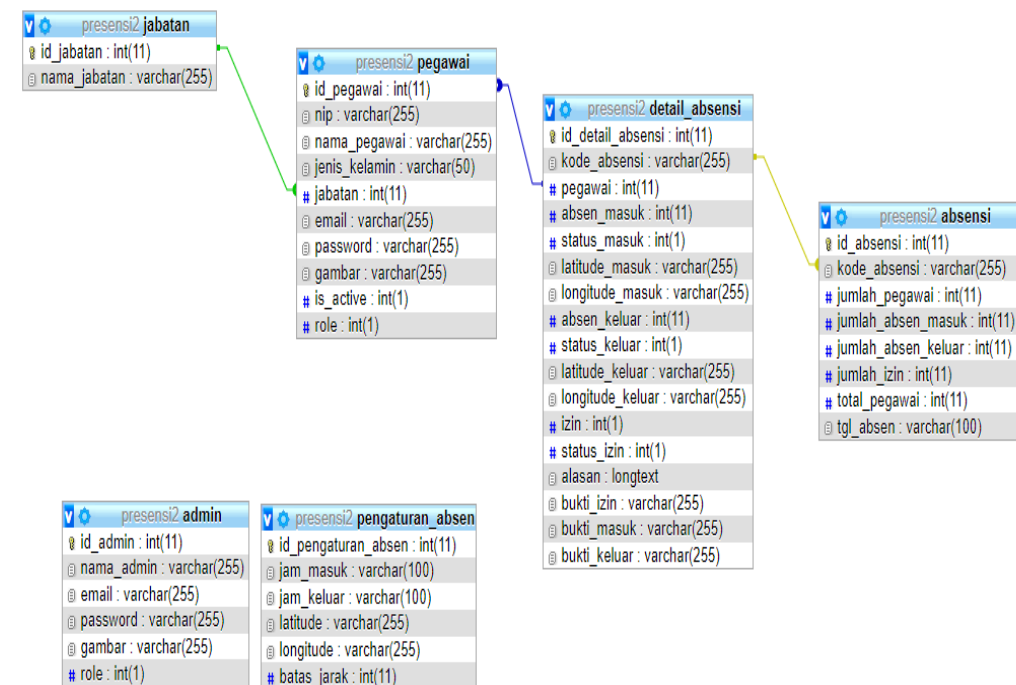 presensi2 jabatan
id_jabatan : int(11)
nama_jabatan : varchar(255)
presensi2 pegawai
id_pegawai : int(11)
nip : varchar(255)
nama_pegawai : varchar(255)
jenis_kelamin : varchar(50)
jabatan : int(11)
email : varchar(255)
password : varchar(255)
gambar : varchar(255)
is_active : int(1)
role : int(1)
presensi2 detail_absensi
id_detail_absensi : int(11)
kode_absensi : varchar(255)
pegawai : int(11)
absen_masuk : int(11)
status_masuk : int(1)
latitude_masuk : varchar(255)
longitude_masuk : varchar(255)
absen_keluar : int(11)
status_keluar : int(1)
latitude_keluar : varchar(255)
longitude_keluar : varchar(255)
izin : int(1)
status_izin : int(1)
alasan : longtext
bukti_izin : varchar(255)
bukti_masuk : varchar(255)
bukti_keluar : varchar(255)
presensi2 absensi
id_absensi : int(11)
kode_absensi : varchar(255)
jumlah_pegawai : int(11)
jumlah_absen_masuk : int(11)
jumlah_absen_keluar : int(11)
jumlah_izin : int(11)
total_pegawai : int(11)
tgl_absen : varchar(100)
presensi2 admin
id_admin : int(11)
nama_admin : varchar(255)
email : varchar(255)
password : varchar(255)
gambar : varchar(255)
role : int(1)
presensi2 pengaturan_absen
id_pengaturan_absen : int(11)
jam_masuk : varchar(100)
jam_keluar : varchar(100)
latitude : varchar(255)
longitude : varchar(255)
batas_jarak : int(11)